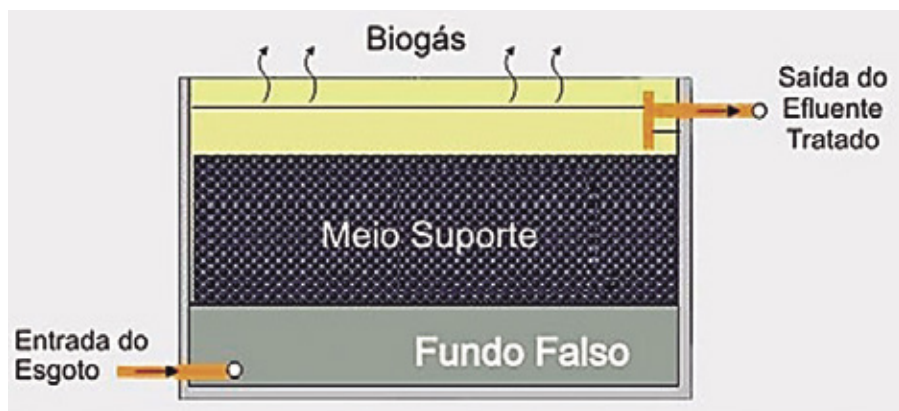 Biogás
Saída do
Efluente
Tratado
Meio Suporte
Entrada do
Esgoto
Fundo Falso